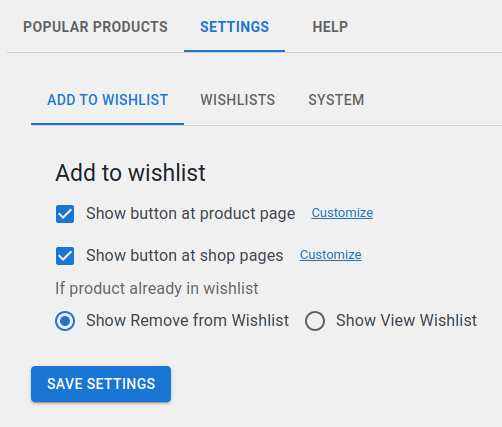 POPULAR PRODUCTS SETTINGS HELP
ADD TO WISHLIST WISHLISTS SYSTEM
Add to wishlist
Show button at product page Customize
Show button at shop pages Customize
If product already in wishlist
Show Remove from Wishlist Show View Wishlist
SAVE SETTINGS